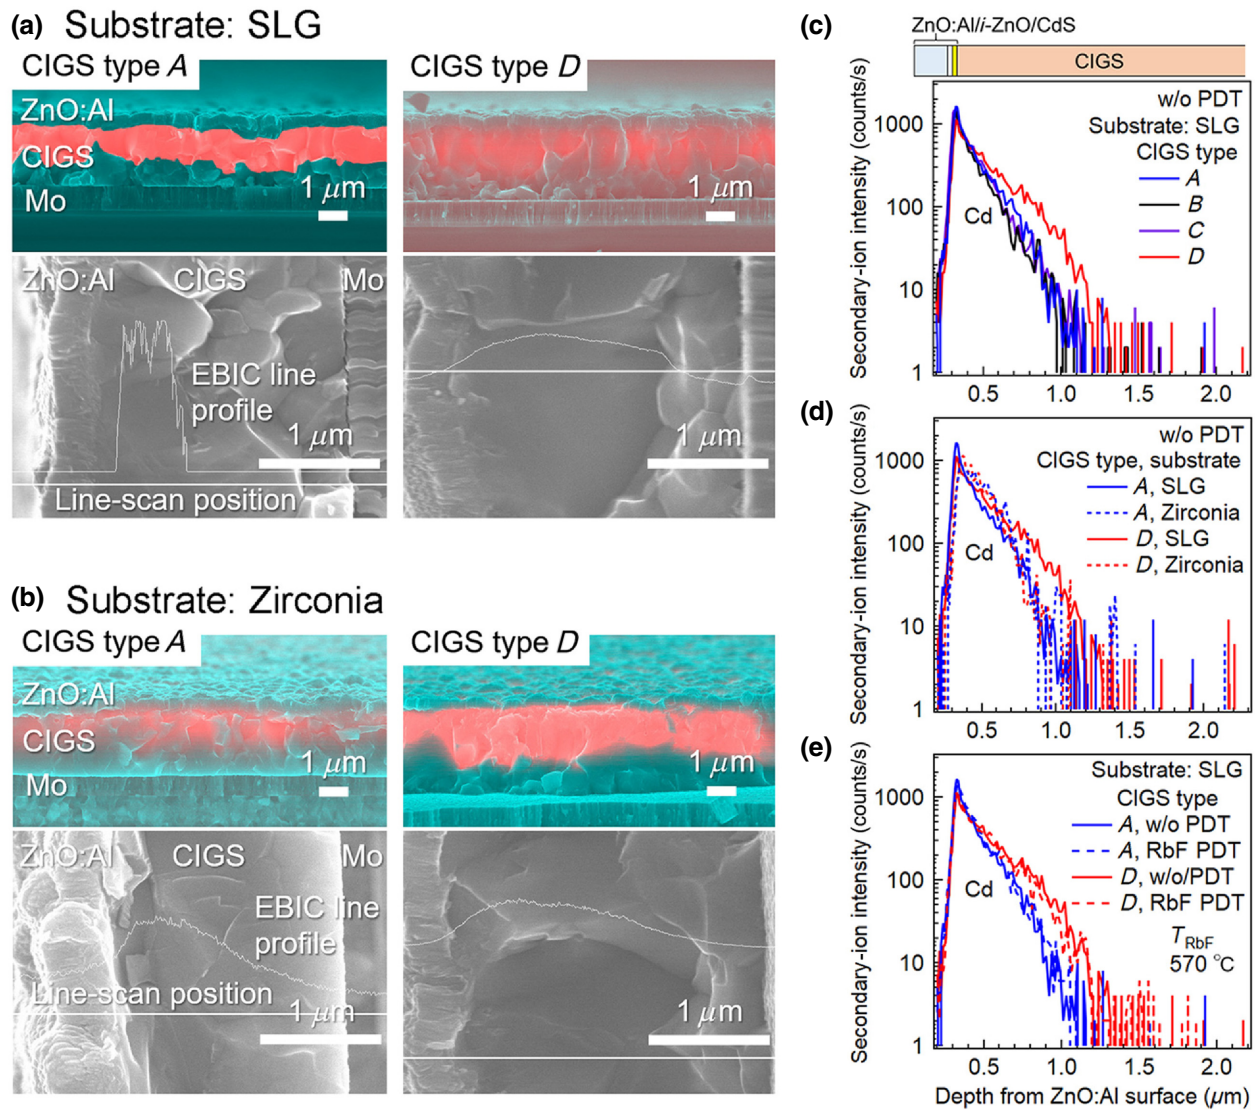 (a) Substrate: SLG
CIGS type A
CIGS type D
ZnO:Al
CIGS
Mo
1 μm
1 μm
ZnO:Al
CIGS
Mo
EBIC line
profile
1 μm
Line-scan position
1 μm
(b) Substrate: Zirconia
CIGS type A
CIGS type D
ZnO:Al
CIGS
Mo
1 μm
1 μm
ZnO:Al
CIGS
Mo
EBIC line
profile
Line-scan position
1 μm
1 μm
(c)
ZnO:Al/i-ZnO/CdS
CIGS
Secondary-ion intensity (counts/s)
1000
100
10
1
w/o PDT
Substrate: SLG
CIGS type
A
B
C
D
Cd
0.5 1.0 1.5 2.0
(d)
Secondary-ion intensity (counts/s)
1000
100
10
1
w/o PDT
CIGS type, substrate
A, SLG
A, Zirconia
D, SLG
D, Zirconia
Cd
0.5 1.0 1.5 2.0
(e)
Secondary-ion intensity (counts/s)
1000
100
10
1
Substrate: SLG
CIGS type
A, w/o PDT
A, RbF PDT
D, w/o/PDT
D, RbF PDT
Cd
TRbF
570 °C
0.5 1.0 1.5 2.0
Depth from ZnO:Al surface (μm)